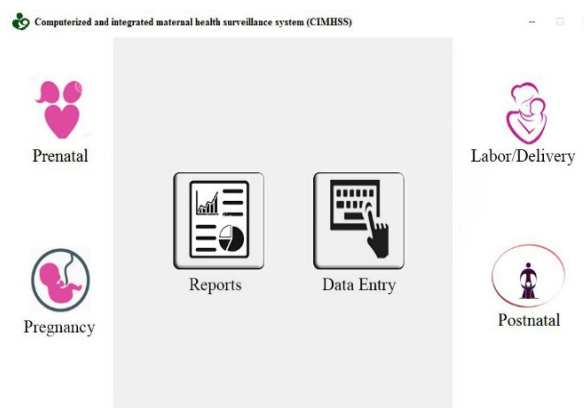 Computerized and integrated maternal health surveillance system (CIMHSS)
Prenatal
Labor/Delivery
Reports
Data Entry
Pregnancy
Postnatal